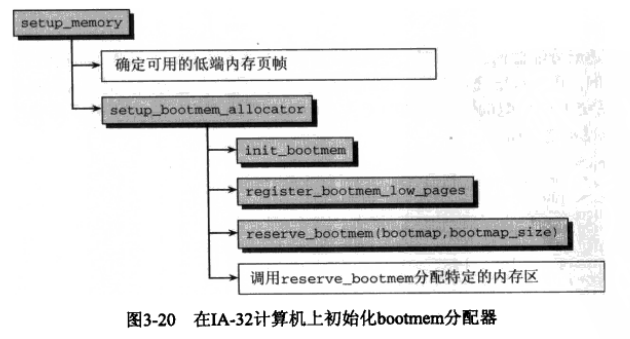 setup_memory
确定可用的低端内存页帧
setup_bootmem_allocator
init_bootmem
register_bootmem_low_pages
reserve_bootmem(bootmap,bootmap_size)
调用reserve_bootmem分配特定的内存区
图3-20 在IA-32计算机上初始化bootmem分配器